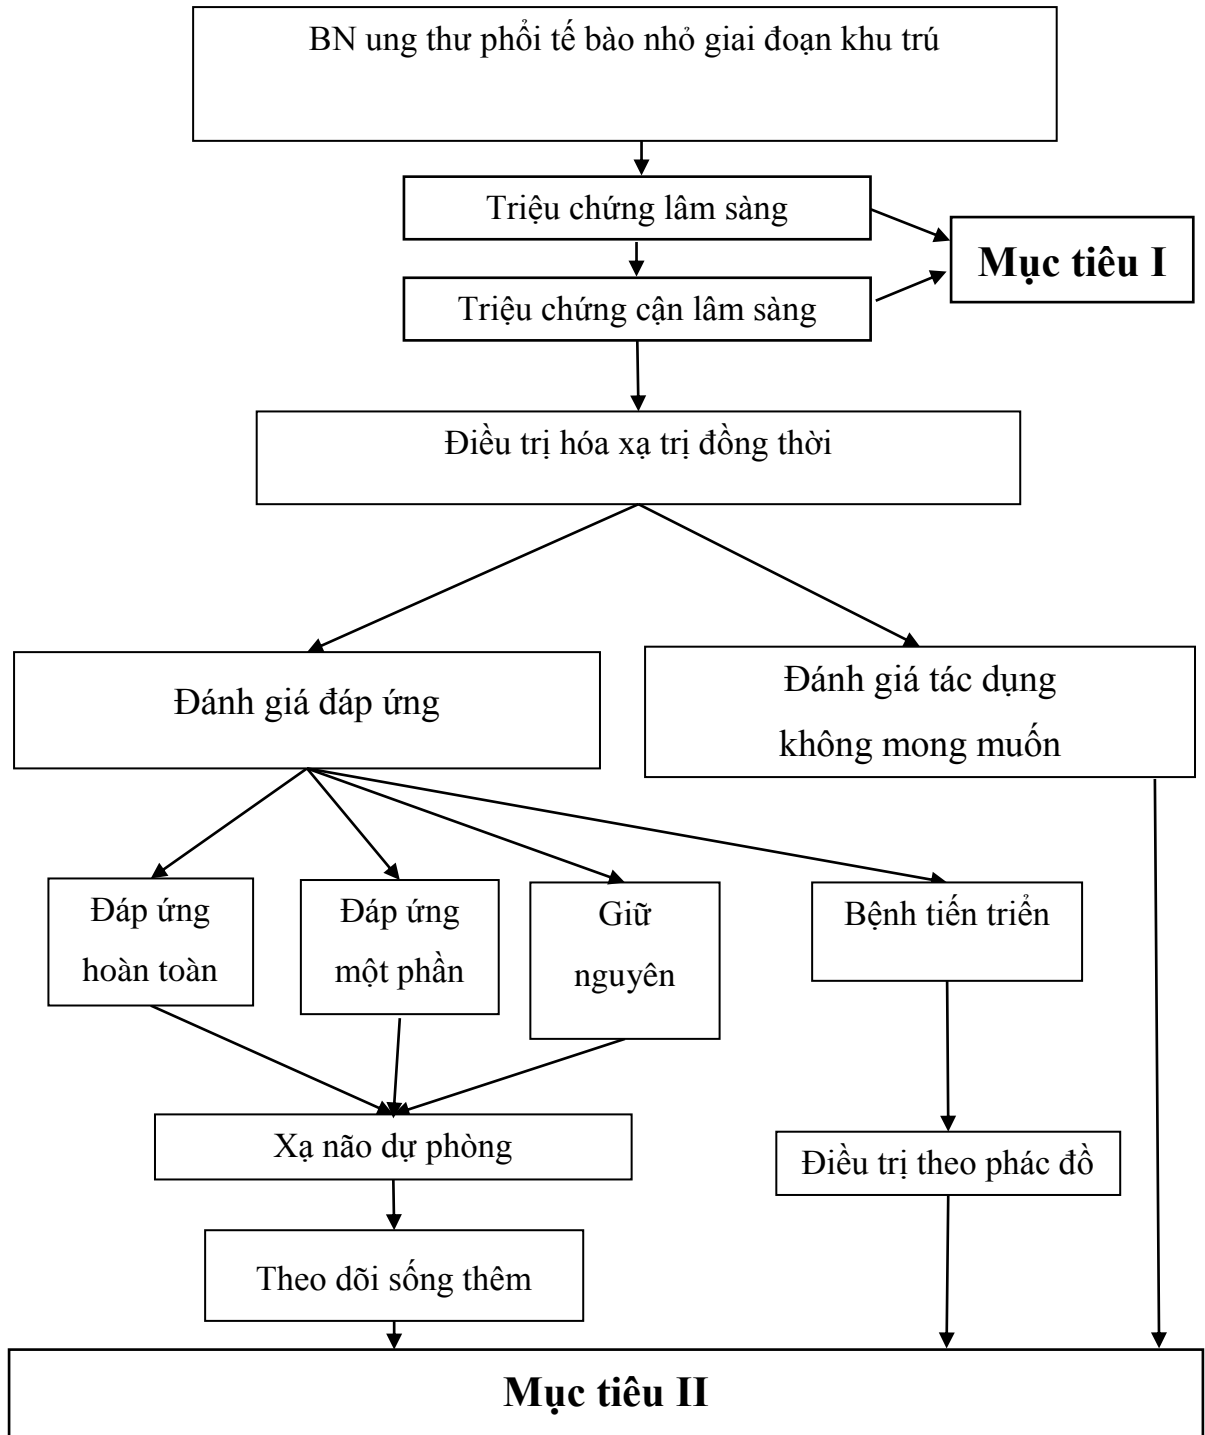 BN ung thư phổi tế bào nhỏ giai đoạn khu trú
Triệu chứng lâm sàng
Mục tiêu I
Triệu chứng cận lâm sàng
Điều trị hóa xạ trị đồng thời
Đánh giá đáp ứng
Đánh giá tác dụng
không mong muốn
Đáp ứng
hoàn toàn
Đáp ứng
một phần
Giữ
nguyên
Bệnh tiến triển
Xạ não dự phòng
Điều trị theo phác đồ
Theo dõi sống thêm
Mục tiêu II